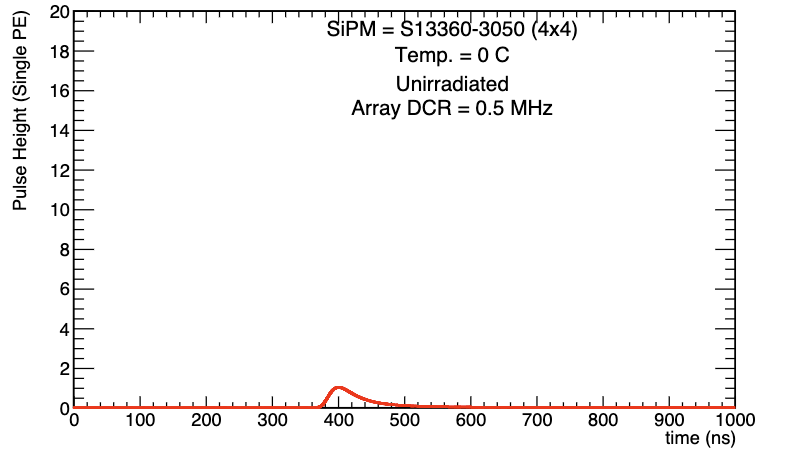 SiPM = S13360-3050 (4x4)
Temp. = 0 C
Unirradiated
Array DCR = 0.5 MHz
Pulse Height (Single PE)
20
18
16
14
12
10
8
6
4
2
0
0 100 200 300 400 500 600 700 800 900 1000
time (ns)